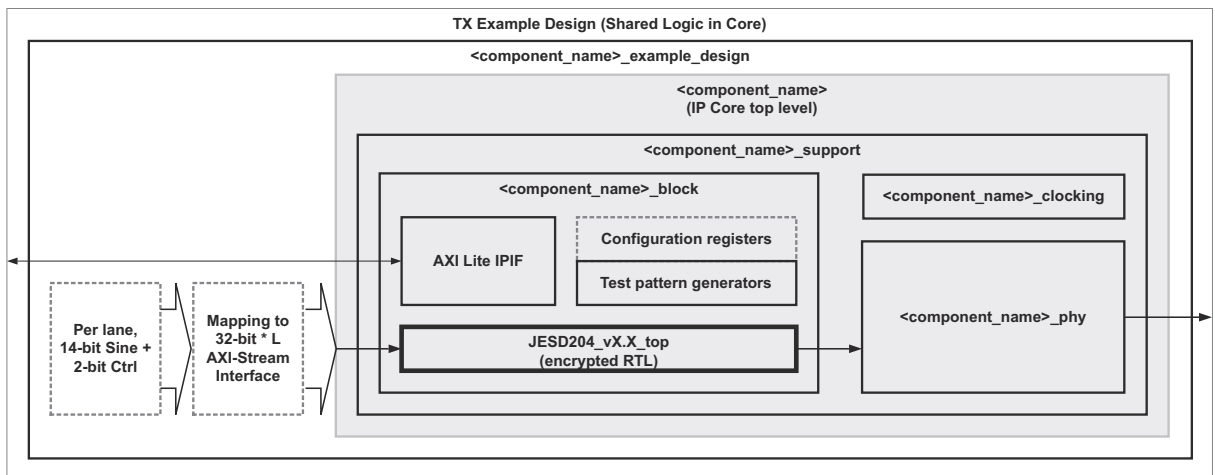 TX Example Design (Shared Logic in Core)
<component_name>_example_design
<component_name>
(IP Core top level)
<component_name>_support
<component_name>_block
<component_name>_clocking
AXI Lite IPIF
Configuration registers
Test pattern generators
Per lane,
14-bit Sine +
2-bit Ctrl
Mapping to
32-bit * L
AXI-Stream
Interface
JESD204_vX.X_top
(encrypted RTL)
<component_name>_phy